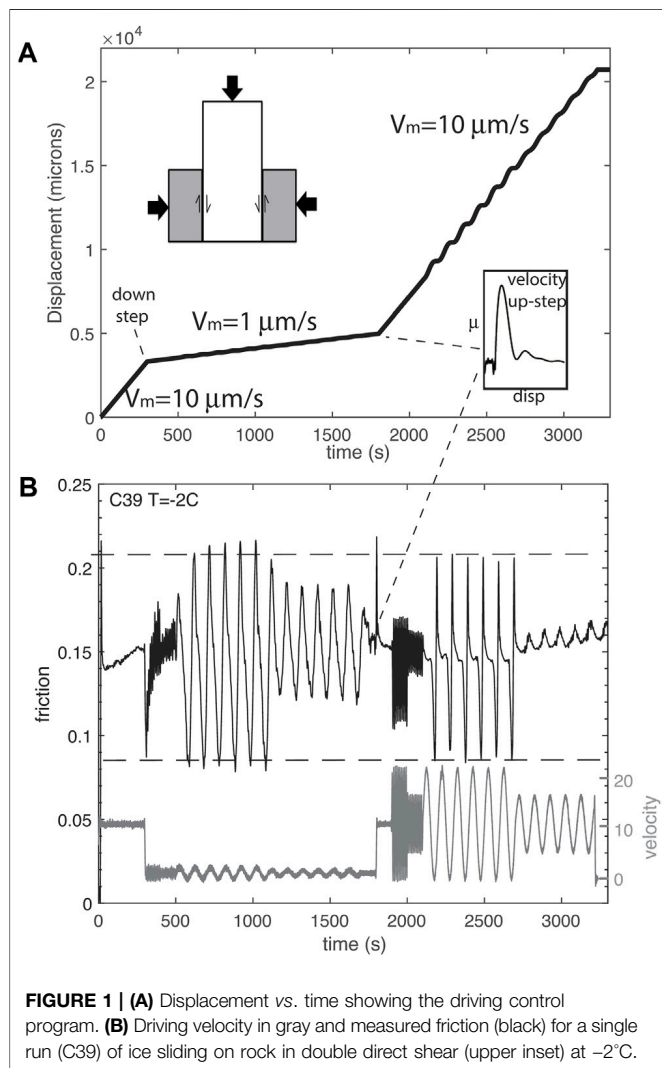 A
×10⁴
2
1.5
1
0.5
0
Displacement (microns)
Vm=10 μm/s
Vm=1 μm/s
Vm=10 μm/s
down
step
velocity
up-step
μ
disp
0 500 1000 1500 2000 2500 3000
time (s)
B
C39 T=-2C
0.25
0.2
0.15
0.1
0.05
0
friction
20
10
0
velocity
0 500 1000 1500 2000 2500 3000
time (s)
FIGURE 1 | (A) Displacement vs. time showing the driving control
program. (B) Driving velocity in gray and measured friction (black) for a single
run (C39) of ice sliding on rock in double direct shear (upper inset) at −2°C.